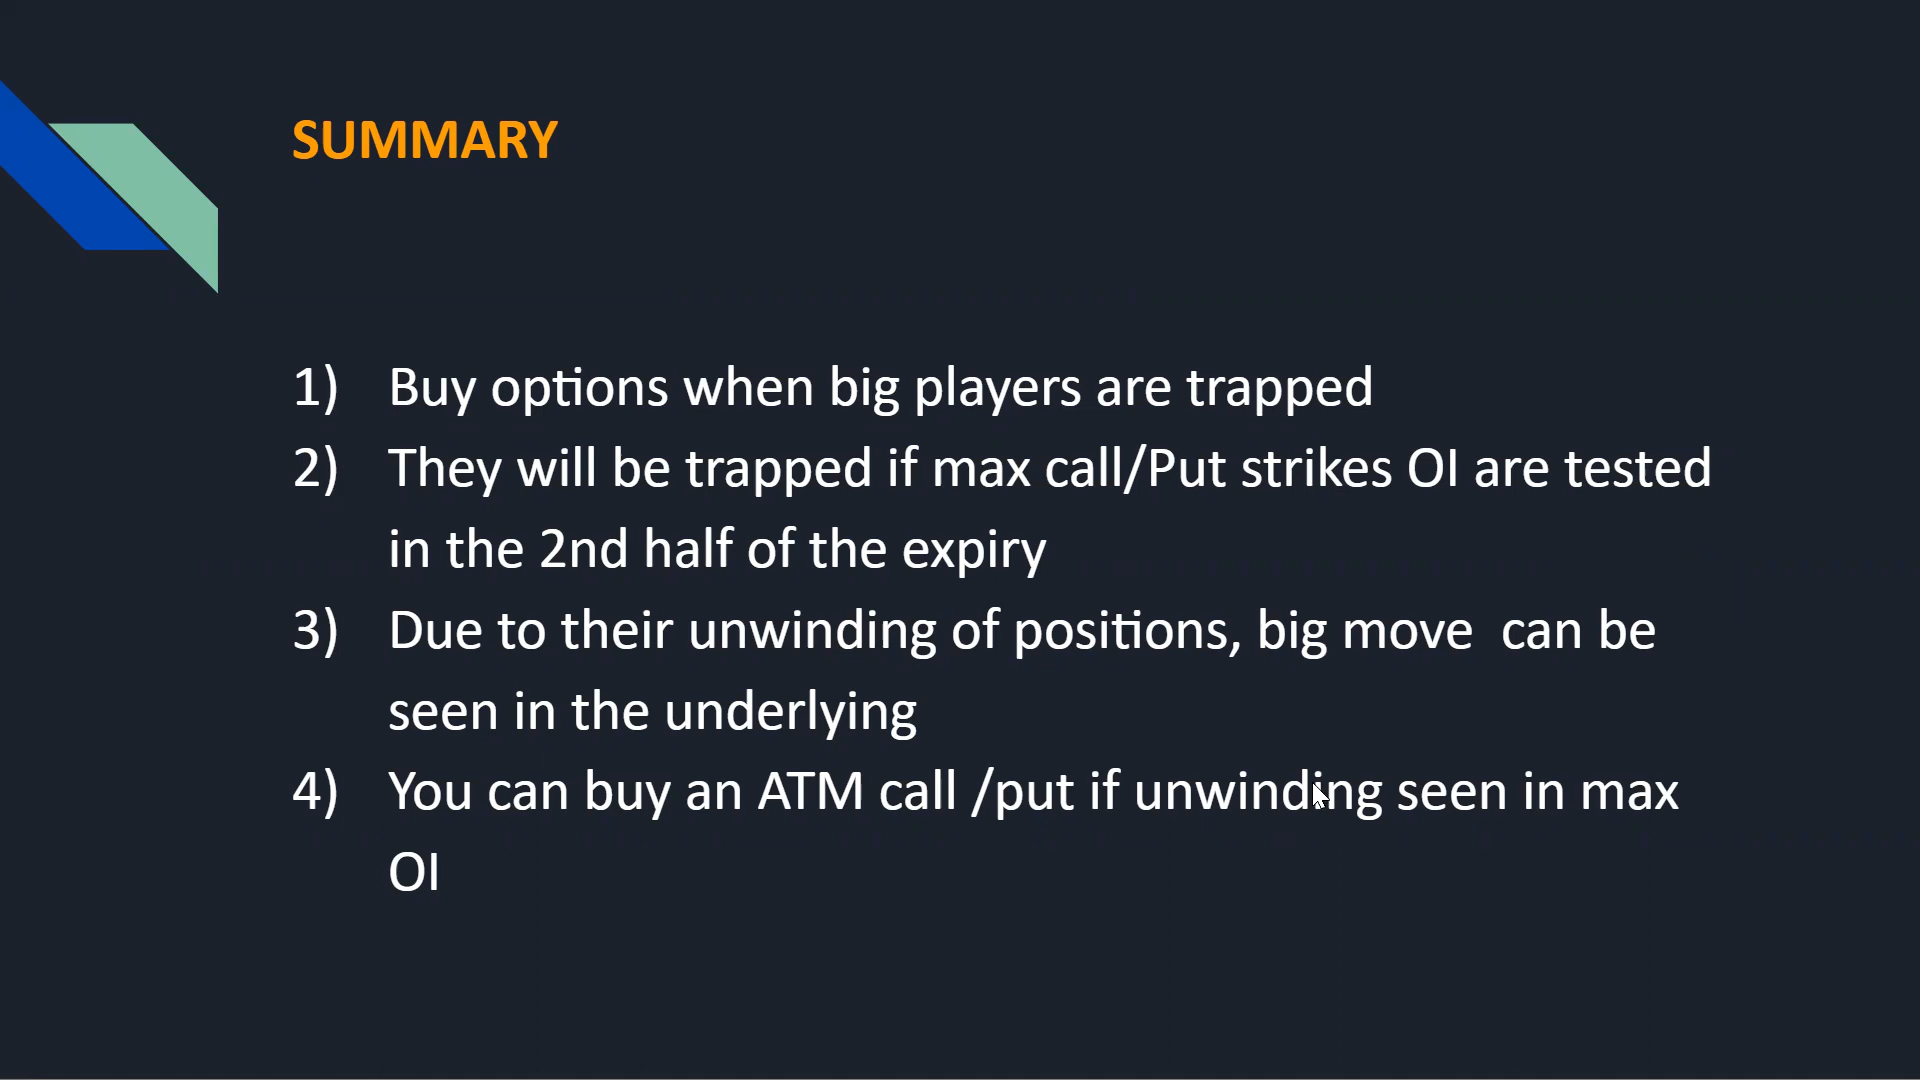 SUMMARY
1) Buy options when big players are trapped
2) They will be trapped if max call/Put strikes OI are tested
in the 2nd half of the expiry
3) Due to their unwinding of positions, big move  can be
seen in the underlying
4) You can buy an ATM call /put if unwinding seen in max
OI